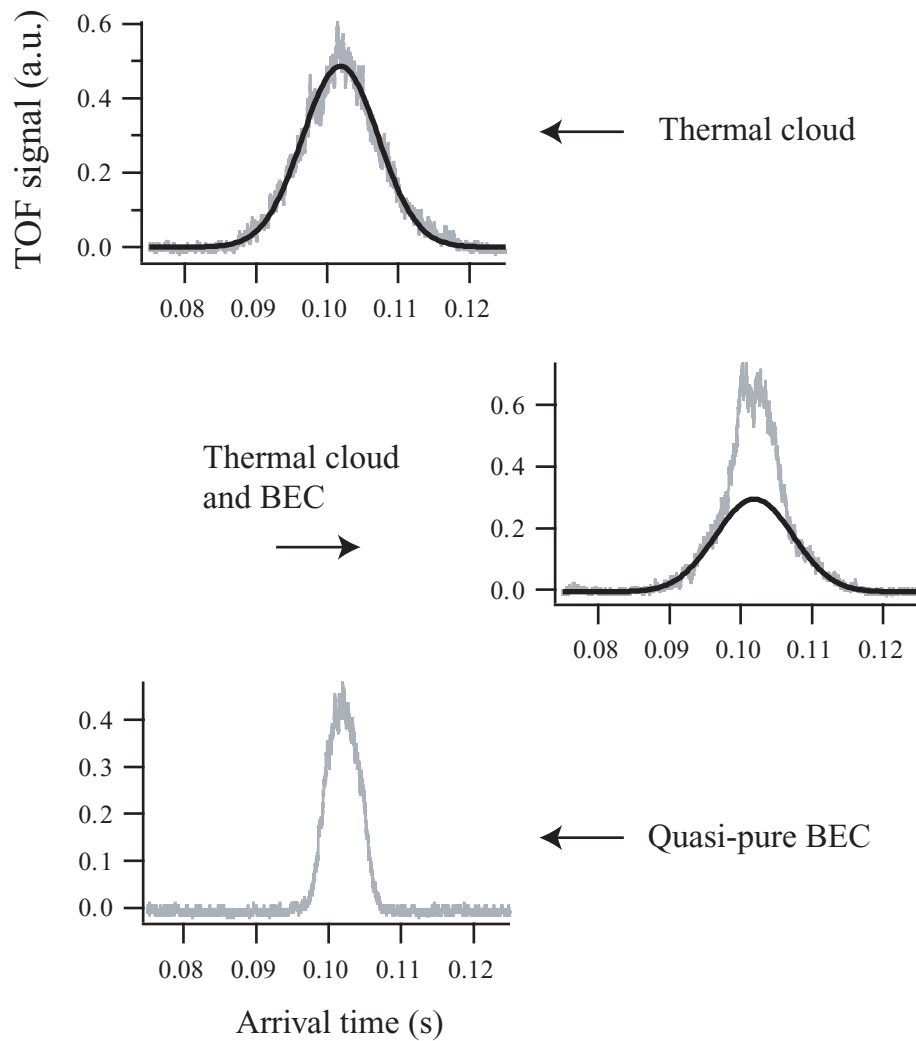 TOF signal (a.u.)
0.6
0.4
0.2
0.0
0.08 0.09 0.10 0.11 0.12
Thermal cloud
Thermal cloud
and BEC
0.6
0.4
0.2
0.0
0.08 0.09 0.10 0.11 0.12
0.4
0.3
0.2
0.1
0.0
0.08 0.09 0.10 0.11 0.12
Quasi-pure BEC
Arrival time (s)